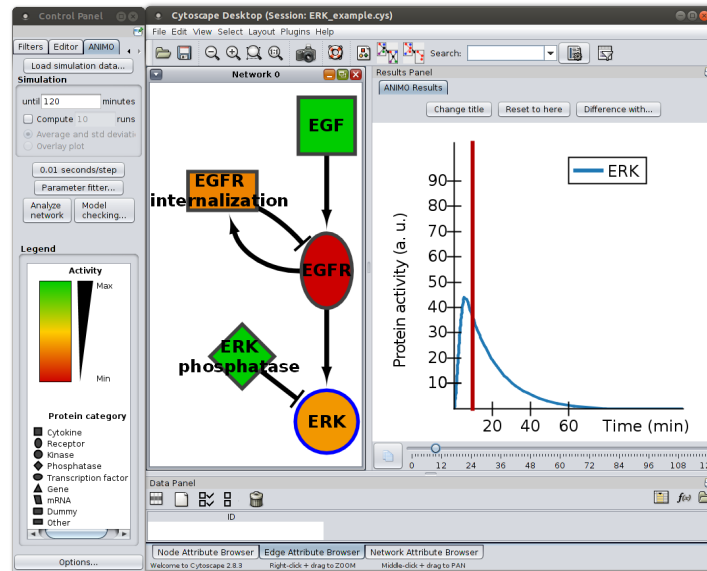 Control Panel
Filters Editor ANIMO
Load simulation data...
Simulation
until 120 minutes
Compute 10 runs
Average and std deviati
Overlay plot
0.01 seconds/step
Parameter fitter...
Analyze network
Model checking...
Legend
Activity
Max
Min
Protein category
Cytokine
Receptor
Kinase
Phosphatase
Transcription factor
Gene
mRNA
Dummy
Other
Options...
Cytoscape Desktop (Session: ERK_example.cys)
File Edit View Select Layout Plugins Help
Search:
Network 0
EGF
EGFR
internalization
EGFR
ERK
phosphatase
ERK
Results Panel
ANIMO Results
Change title Reset to here Difference with...
ERK
Protein activity (a. u.)
90
80
70
60
50
40
30
20
10
20 40 60 Time (min)
0 12 24 36 48 60 72 84 96 108 12
Data Panel
f(x)
ID
Node Attribute Browser Edge Attribute Browser Network Attribute Browser
Welcome to Cytoscape 2.8.3 Right-click + drag to ZOOM Middle-click + drag to PAN